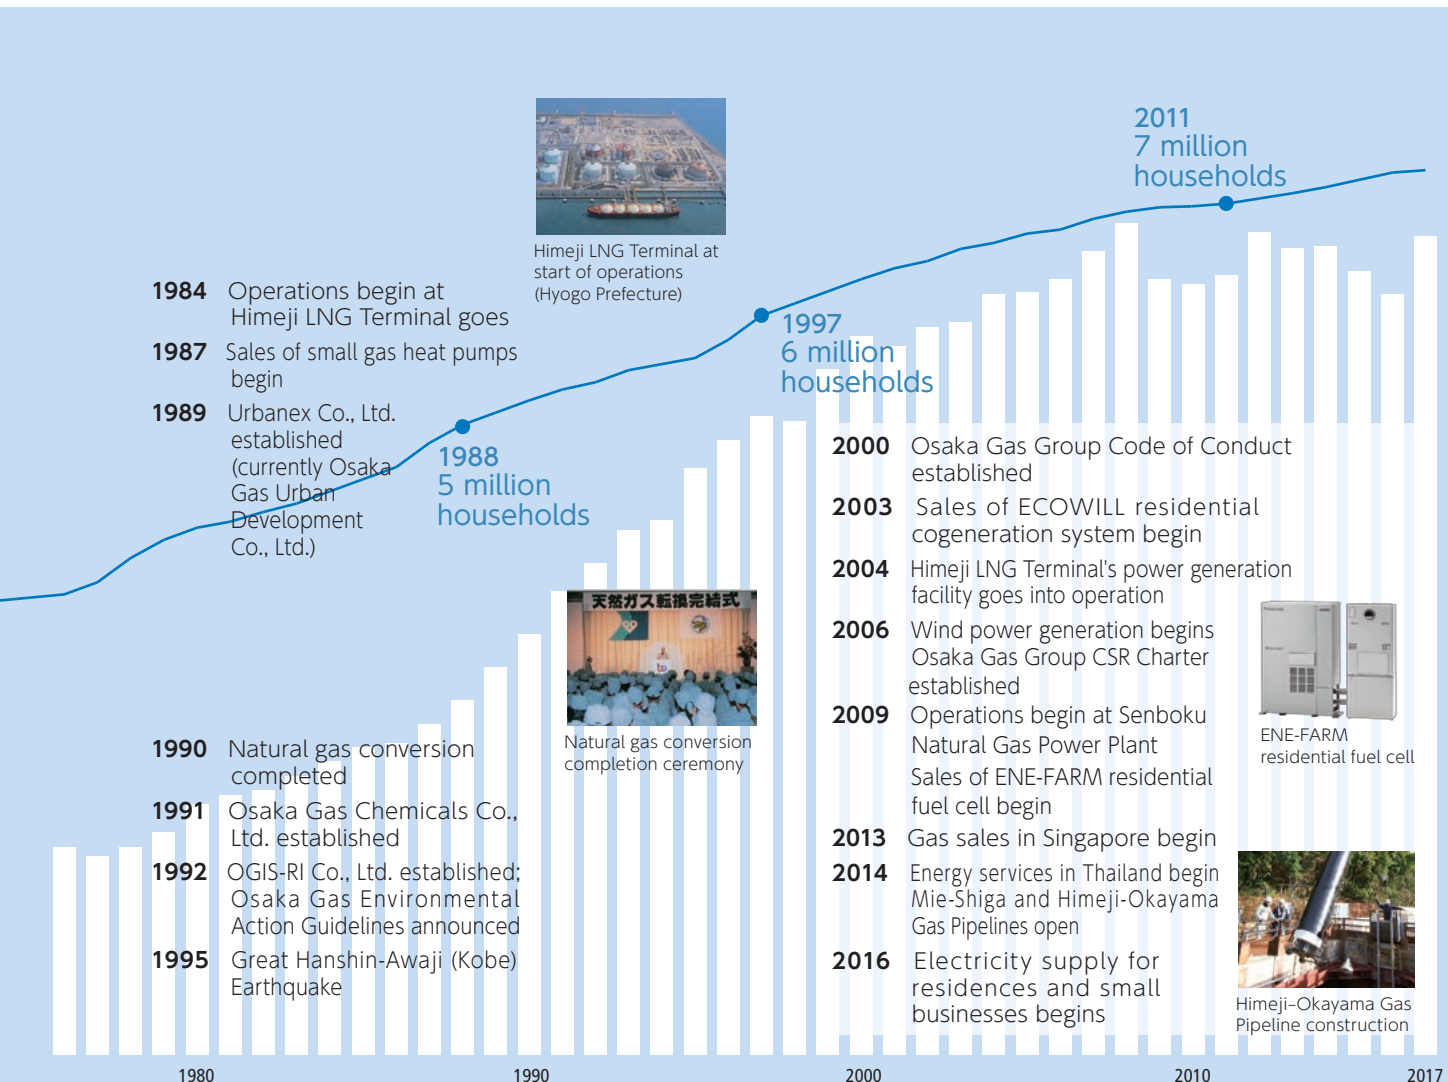 2011
7 million
households
Himeji LNG Terminal at
start of operations
(Hyogo Prefecture)
1984 Operations begin at
Himeji LNG Terminal goes
1987 Sales of small gas heat pumps
begin
1989 Urbanex Co., Ltd.
established
(currently Osaka
Gas Urban
Development
Co., Ltd.)
1988
5 million
households
1997
6 million
households
天然ガス転換完結式
Natural gas conversion
completion ceremony
1990 Natural gas conversion
completed
1991 Osaka Gas Chemicals Co.,
Ltd. established
1992 OGIS-RI Co., Ltd. established;
Osaka Gas Environmental
Action Guidelines announced
1995 Great Hanshin-Awaji (Kobe)
Earthquake
2000 Osaka Gas Group Code of Conduct
established
2003 Sales of ECOWILL residential
cogeneration system begin
2004 Himeji LNG Terminal's power generation
facility goes into operation
2006 Wind power generation begins
Osaka Gas Group CSR Charter
established
2009 Operations begin at Senboku
Natural Gas Power Plant
Sales of ENE-FARM residential
fuel cell begin
2013 Gas sales in Singapore begin
2014 Energy services in Thailand begin
Mie-Shiga and Himeji-Okayama
Gas Pipelines open
2016 Electricity supply for
residences and small
businesses begins
ENE-FARM
residential fuel cell
Himeji–Okayama Gas
Pipeline construction
1980
1990
2000
2010
2017